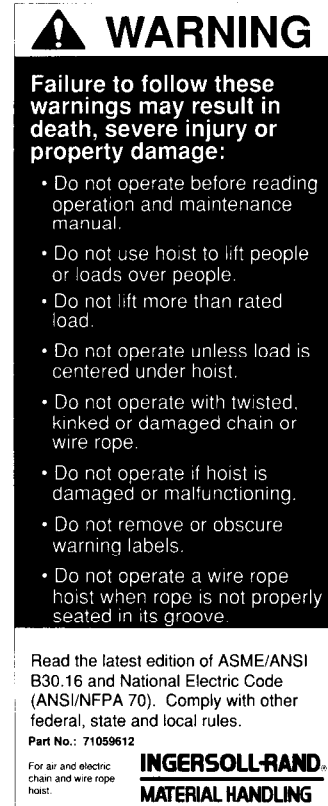 WARNING
Failure to follow these
warnings may result in
death, severe injury or
property damage:
• Do not operate before reading
operation and maintenance
manual.
• Do not use hoist to lift people
or loads over people.
• Do not lift more than rated
load.
• Do not operate unless load is
centered under hoist.
• Do not operate with twisted,
kinked or damaged chain or
wire rope.
• Do not operate if hoist is
damaged or malfunctioning.
• Do not remove or obscure
warning labels.
• Do not operate a wire rope
hoist when rope is not properly
seated in its groove.
Read the latest edition of ASME/ANSI
B30.16 and National Electric Code
(ANSI/NFPA 70). Comply with other
federal, state and local rules.
Part No.: 71059612
For air and electric
chain and wire rope
hoist.
INGERSOLL-RAND®
MATERIAL HANDLING